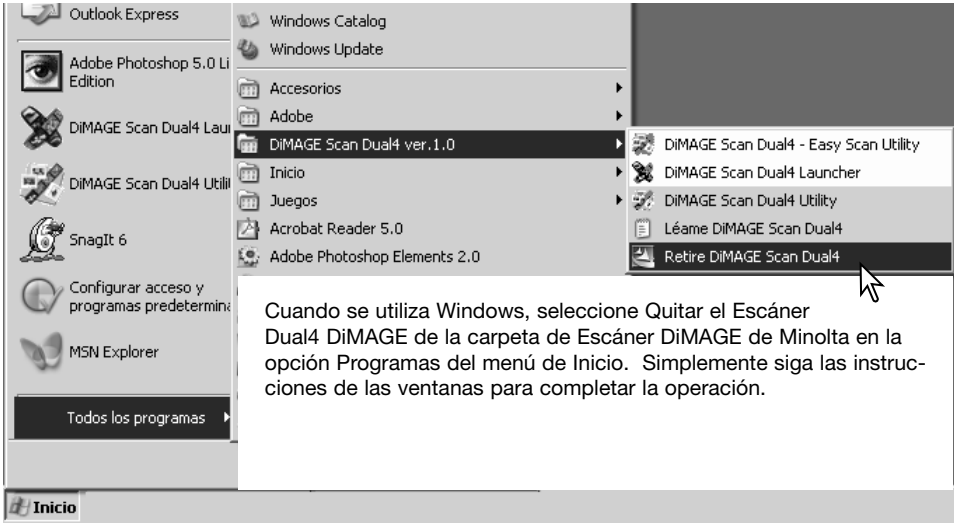 Outlook Express
Adobe Photoshop 5.0 Li
Edition
DiMAGE Scan Dual4 Lau
DiMAGE Scan Dual4 Utili
SnagIt 6
Configurar acceso y
programas predetermina
MSN Explorer
Todos los programas
Windows Catalog
Windows Update
Accesorios
Adobe
DiMAGE Scan Dual4 ver.1.0
Inicio
Juegos
Acrobat Reader 5.0
Adobe Photoshop Elements 2.0
DiMAGE Scan Dual4 - Easy Scan Utility
DiMAGE Scan Dual4 Launcher
DiMAGE Scan Dual4 Utility
Léame DiMAGE Scan Dual4
Retire DiMAGE Scan Dual4
Cuando se utiliza Windows, seleccione Quitar el Escáner
Dual4 DiMAGE de la carpeta de Escáner DiMAGE de Minolta en la
opción Programas del menú de Inicio. Simplemente siga las instruc-
ciones de las ventanas para completar la operación.
Inicio